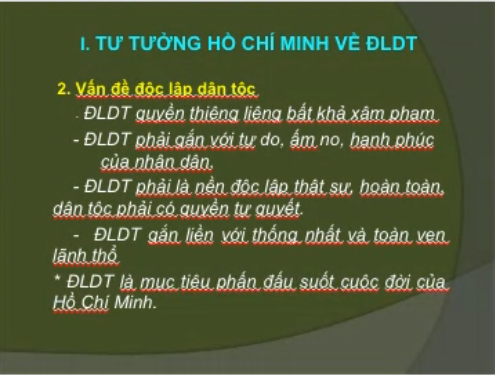 I. TƯ TƯỞNG HỒ CHÍ MINH VỀ ĐLDT
2. Vấn đề độc lập dân tộc
- ĐLDT quyền thiêng liêng bất khả xâm phạm
- ĐLDT phải gắn với tự do, ấm no, hạnh phúc
của nhân dân,
- ĐLDT phải là nền độc lập thật sự, hoàn toàn,
dân tộc phải có quyền tự quyết.
- ĐLDT gắn liền với thống nhất và toàn vẹn
lãnh thổ
* ĐLDT là mục tiêu phấn đấu suốt cuộc đời của
Hồ Chí Minh.